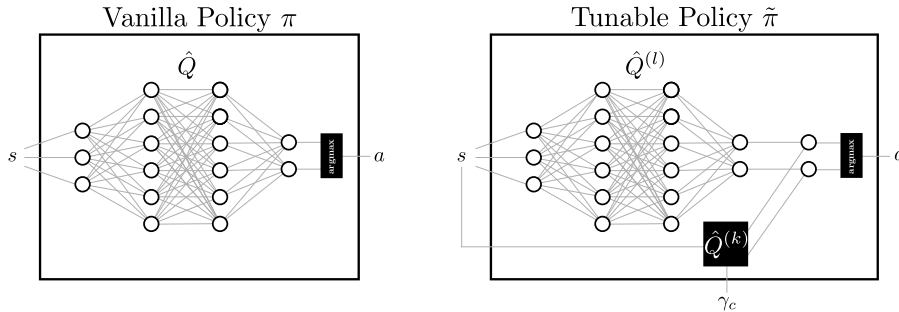 Vanilla Policy π
Q̂
s
argmax
a
Tunable Policy π̃
Q̂^(l)
s
argmax
Q̂^(k)
γ_c